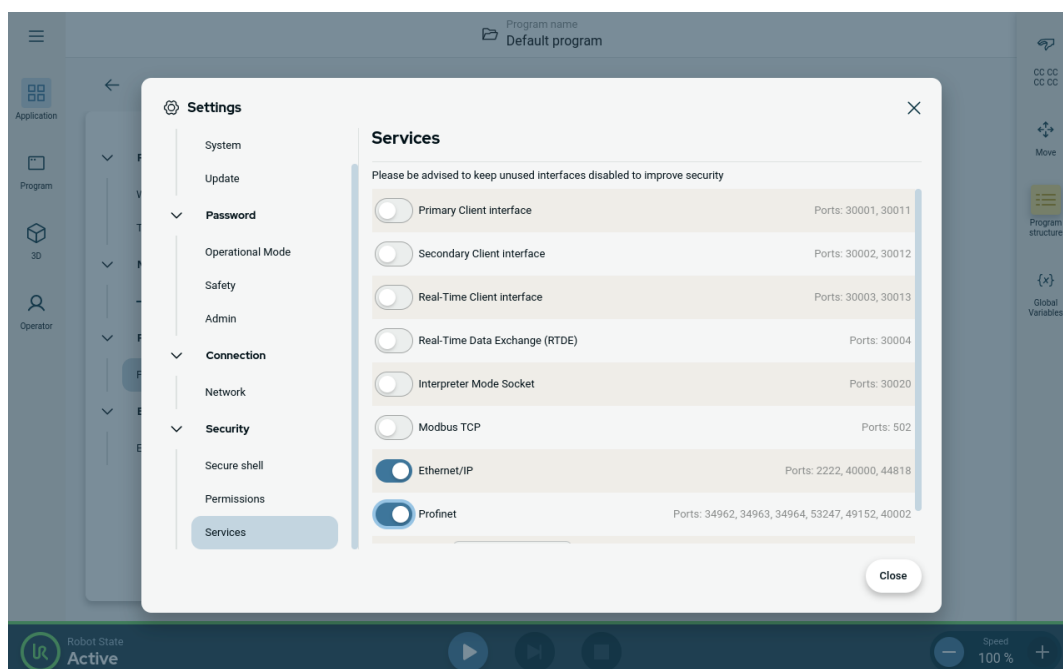 Program name
Default program
Application
Program
3D
Operator
Settings
System
Update
Password
Operational Mode
Safety
Admin
Connection
Network
Security
Secure shell
Permissions
Services
Services
Please be advised to keep unused interfaces disabled to improve security
Primary Client interface Ports: 30001, 30011
Secondary Client interface Ports: 30002, 30012
Real-Time Client interface Ports: 30003, 30013
Real-Time Data Exchange (RTDE) Ports: 30004
Interpreter Mode Socket Ports: 30020
Modbus TCP Ports: 502
Ethernet/IP Ports: 2222, 40000, 44818
Profinet Ports: 34962, 34963, 34964, 53247, 49152, 40002
Close
CC CC
CC CC
Move
Program
structure
{x}
Global
Variables
UR
Robot State
Active
Speed
100 %